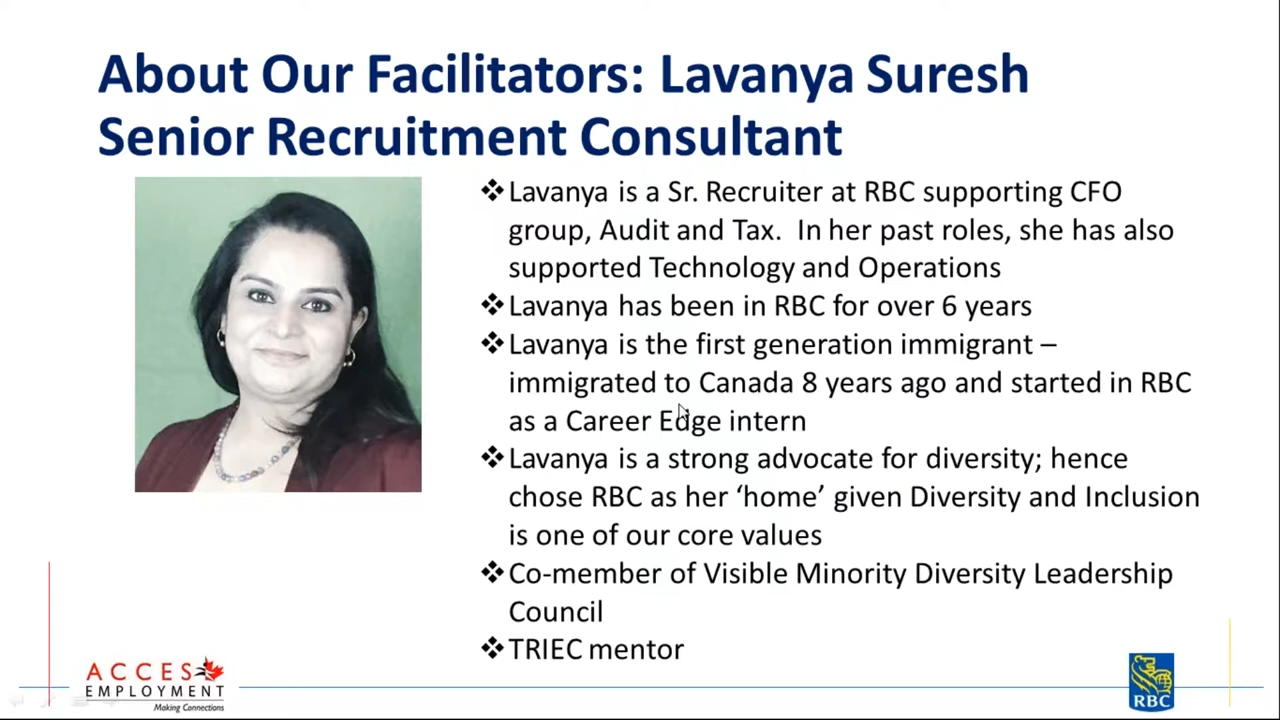 About Our Facilitators: Lavanya Suresh
Senior Recruitment Consultant
❖Lavanya is a Sr. Recruiter at RBC supporting CFO
group, Audit and Tax.  In her past roles, she has also
supported Technology and Operations
❖Lavanya has been in RBC for over 6 years
❖Lavanya is the first generation immigrant –
immigrated to Canada 8 years ago and started in RBC
as a Career Edge intern
❖Lavanya is a strong advocate for diversity; hence
chose RBC as her ‘home’ given Diversity and Inclusion
is one of our core values
❖Co-member of Visible Minority Diversity Leadership
Council
❖TRIEC mentor
ACCES
EMPLOYMENT
Making Connections
RBC